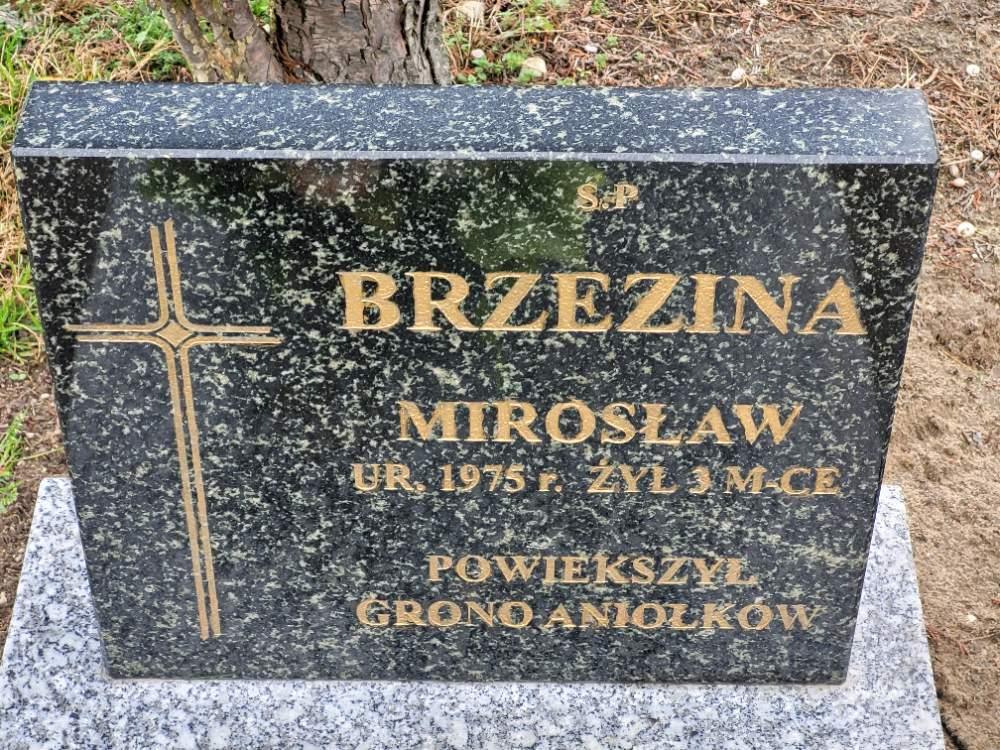 Ś.P
BRZEZINA
MIROSŁAW
UR. 1975 r. ŻYŁ 3 M-CE
POWIĘKSZYŁ
GRONO ANIOŁKÓW